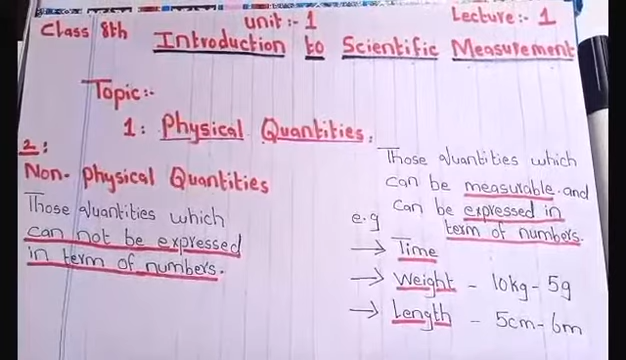 Class 8th
unit :- 1
Lecture :- 1
Introduction to Scientific Measurement
Topic:-
1: Physical Quantities.
Those quantities which
can be measurable and
can be expressed in
term of numbers.
e.g
→ Time
→ Weight - 10kg - 5g
→ Length - 5cm - 6m
2:
Non-physical Quantities
Those quantities which
can not be expressed
in term of numbers.